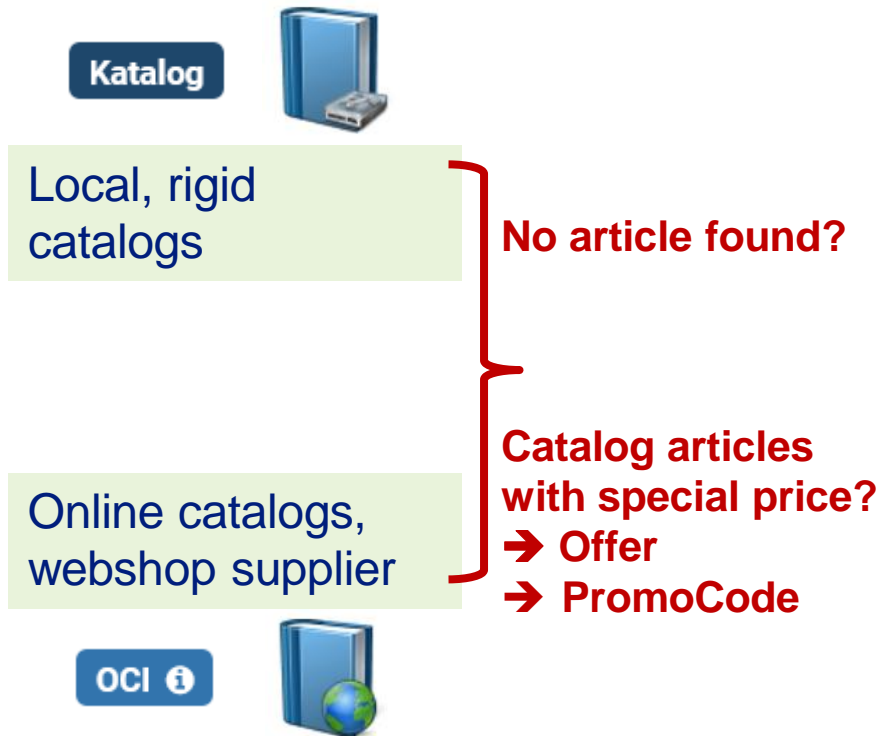 Katalog
Local, rigid
catalogs
No article found?
Catalog articles
with special price?
➔ Offer
➔ PromoCode
Online catalogs,
webshop supplier
OCI